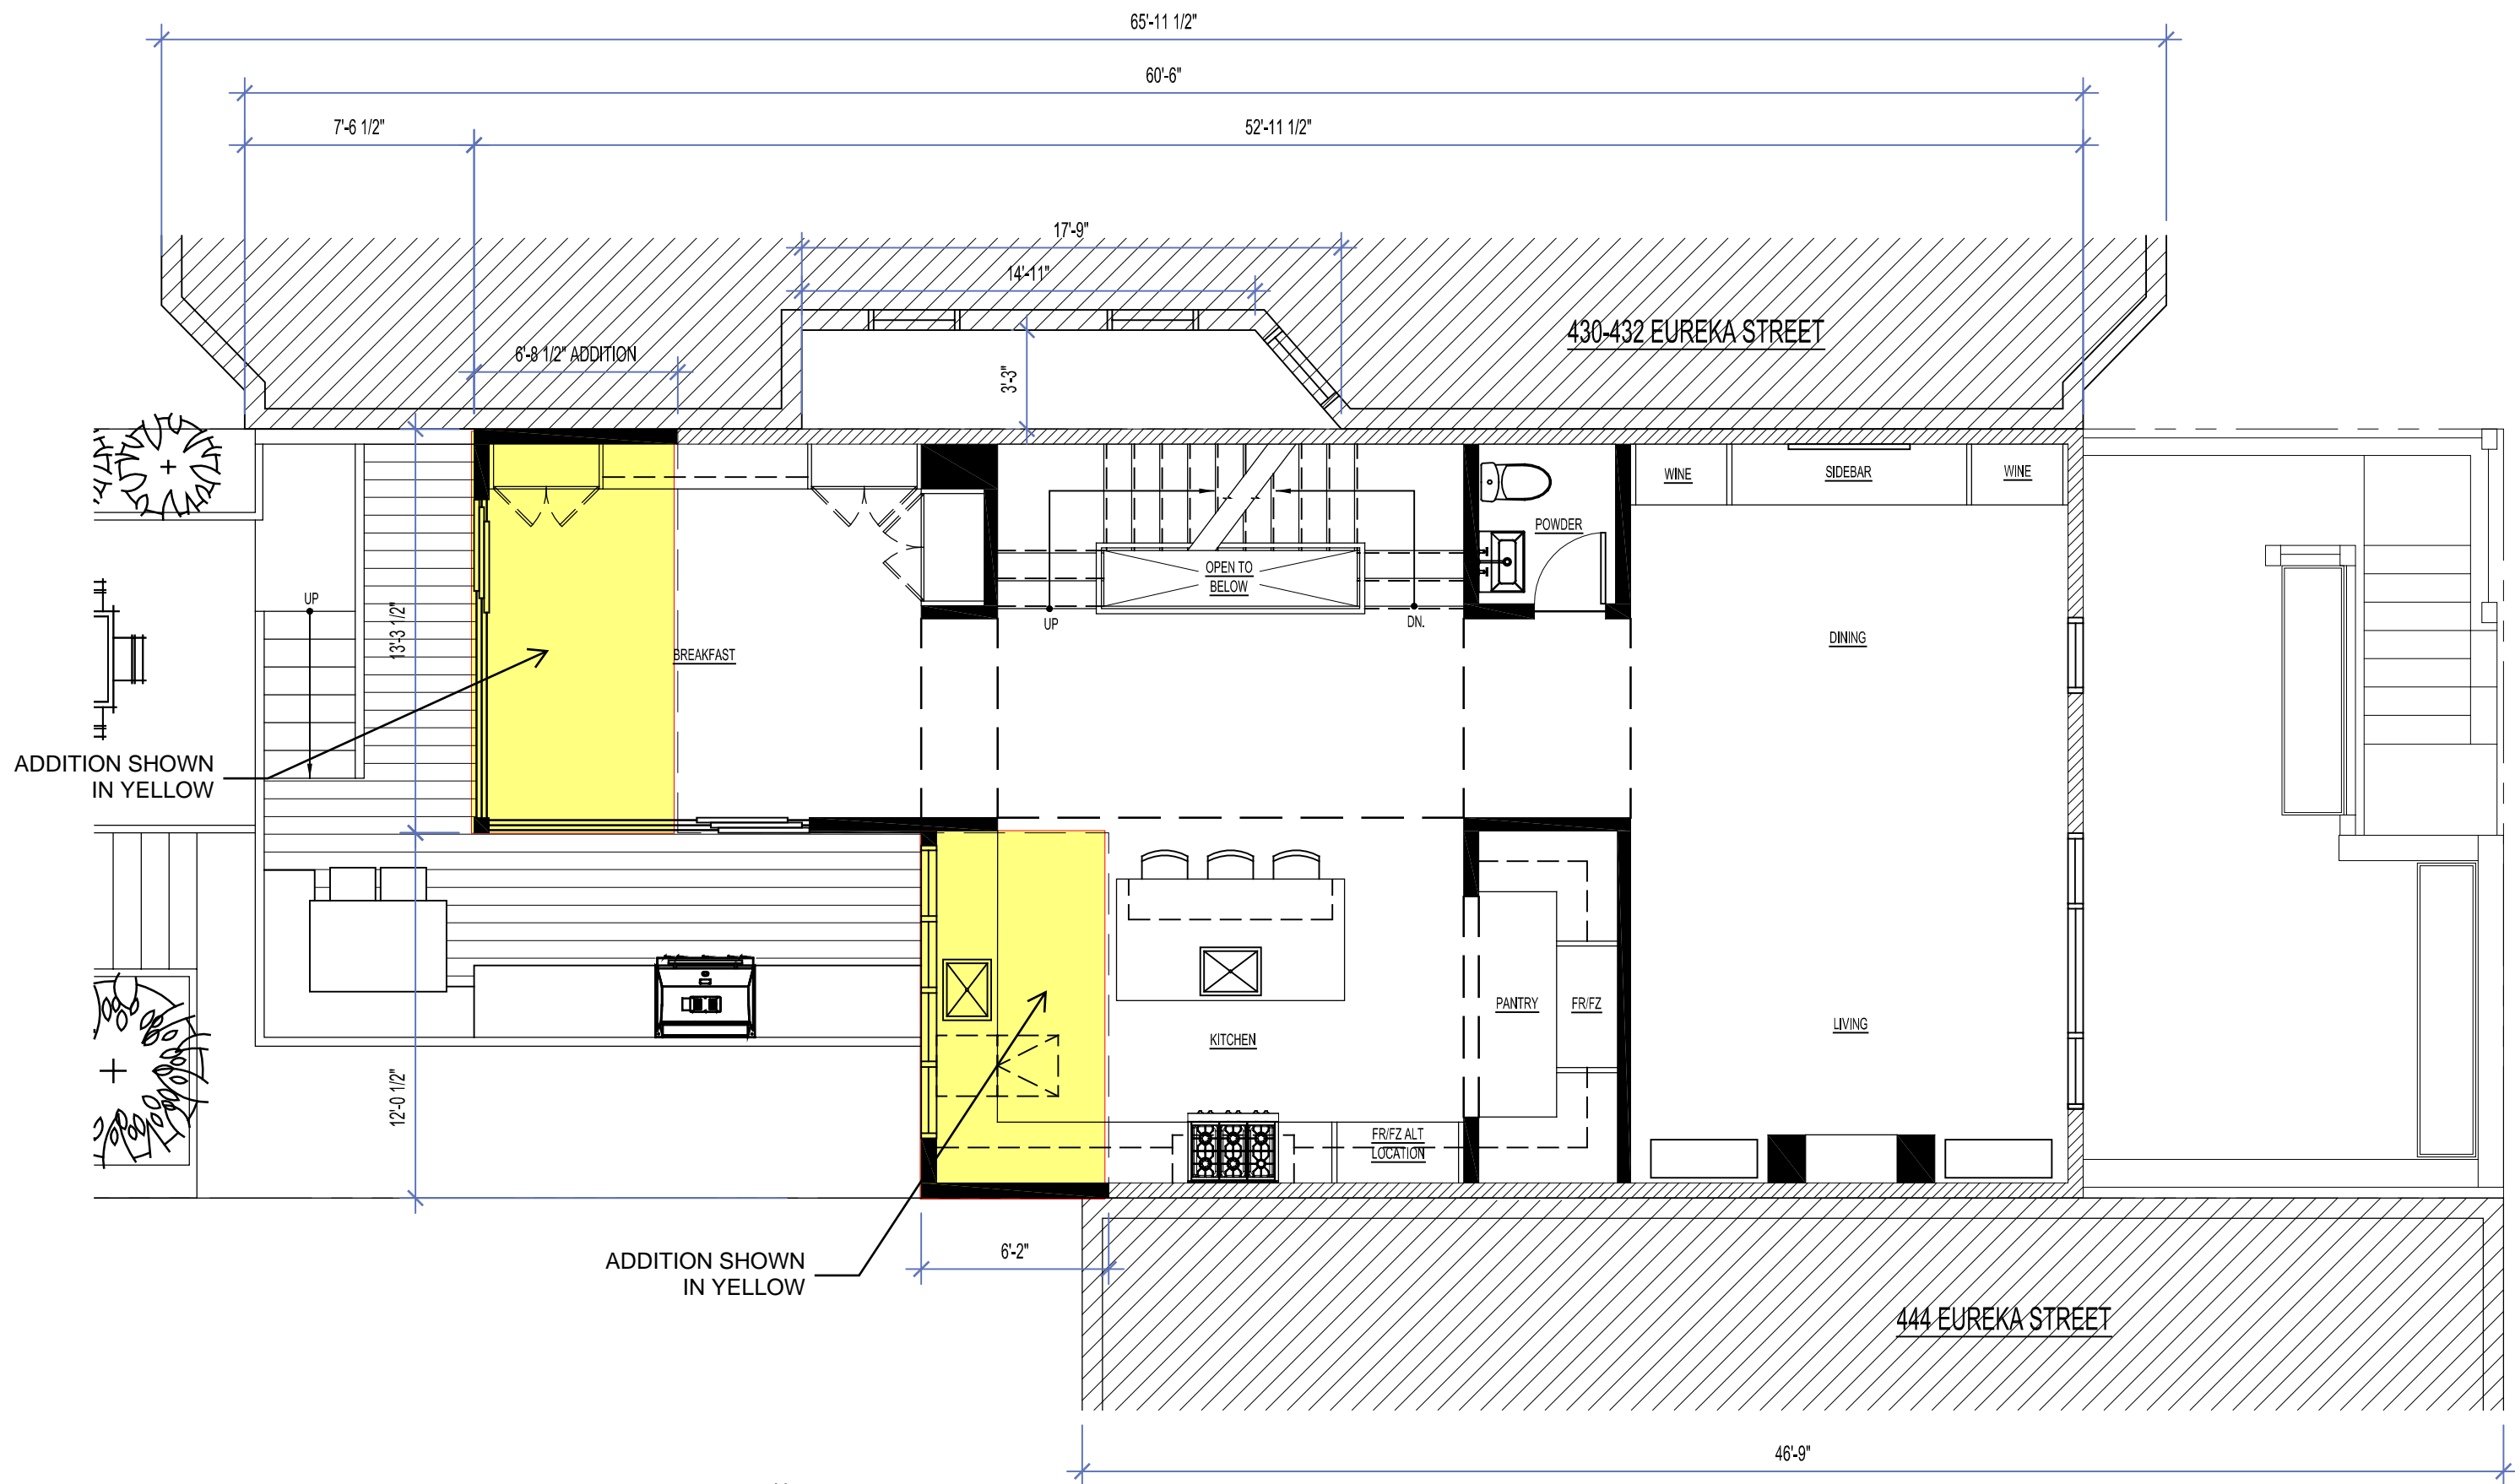 65'-11 1/2"
60'-6"
7'-6 1/2"
52'-11 1/2"
17'-9"
14'-11"
430-432 EUREKA STREET
6'-8 1/2" ADDITION
3'-3"
WINE
SIDEBAR
WINE
POWDER
OPEN TO
BELOW
UP
UP
DN.
13'-3 1/2"
BREAKFAST
DINING
ADDITION SHOWN
IN YELLOW
PANTRY
FR/FZ
LIVING
KITCHEN
12'-0 1/2"
FR/FZ ALT
LOCATION
6'-2"
ADDITION SHOWN
IN YELLOW
444 EUREKA STREET
46'-9"